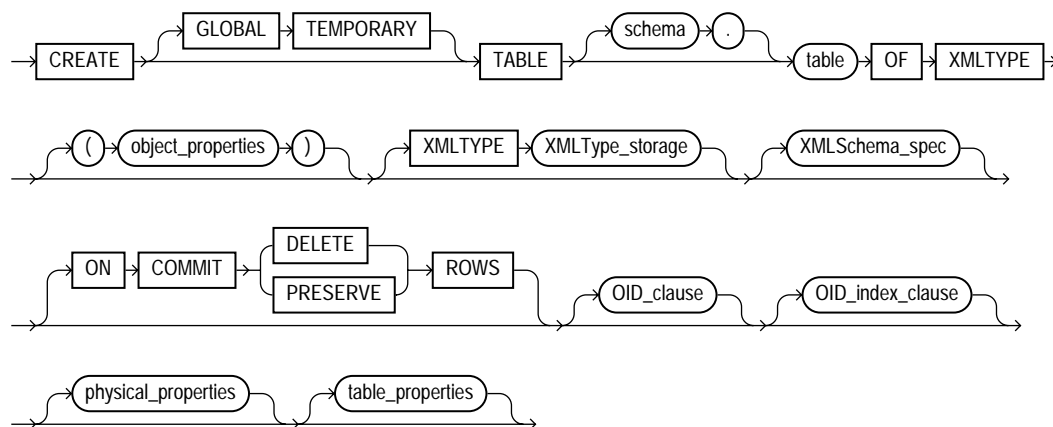 GLOBAL TEMPORARY schema .
CREATE TABLE table OF XMLTYPE
( object_properties ) XMLTYPE XMLType_storage XMLSchema_spec
DELETE
ON COMMIT ROWS OID_clause OID_index_clause
PRESERVE
physical_properties table_properties